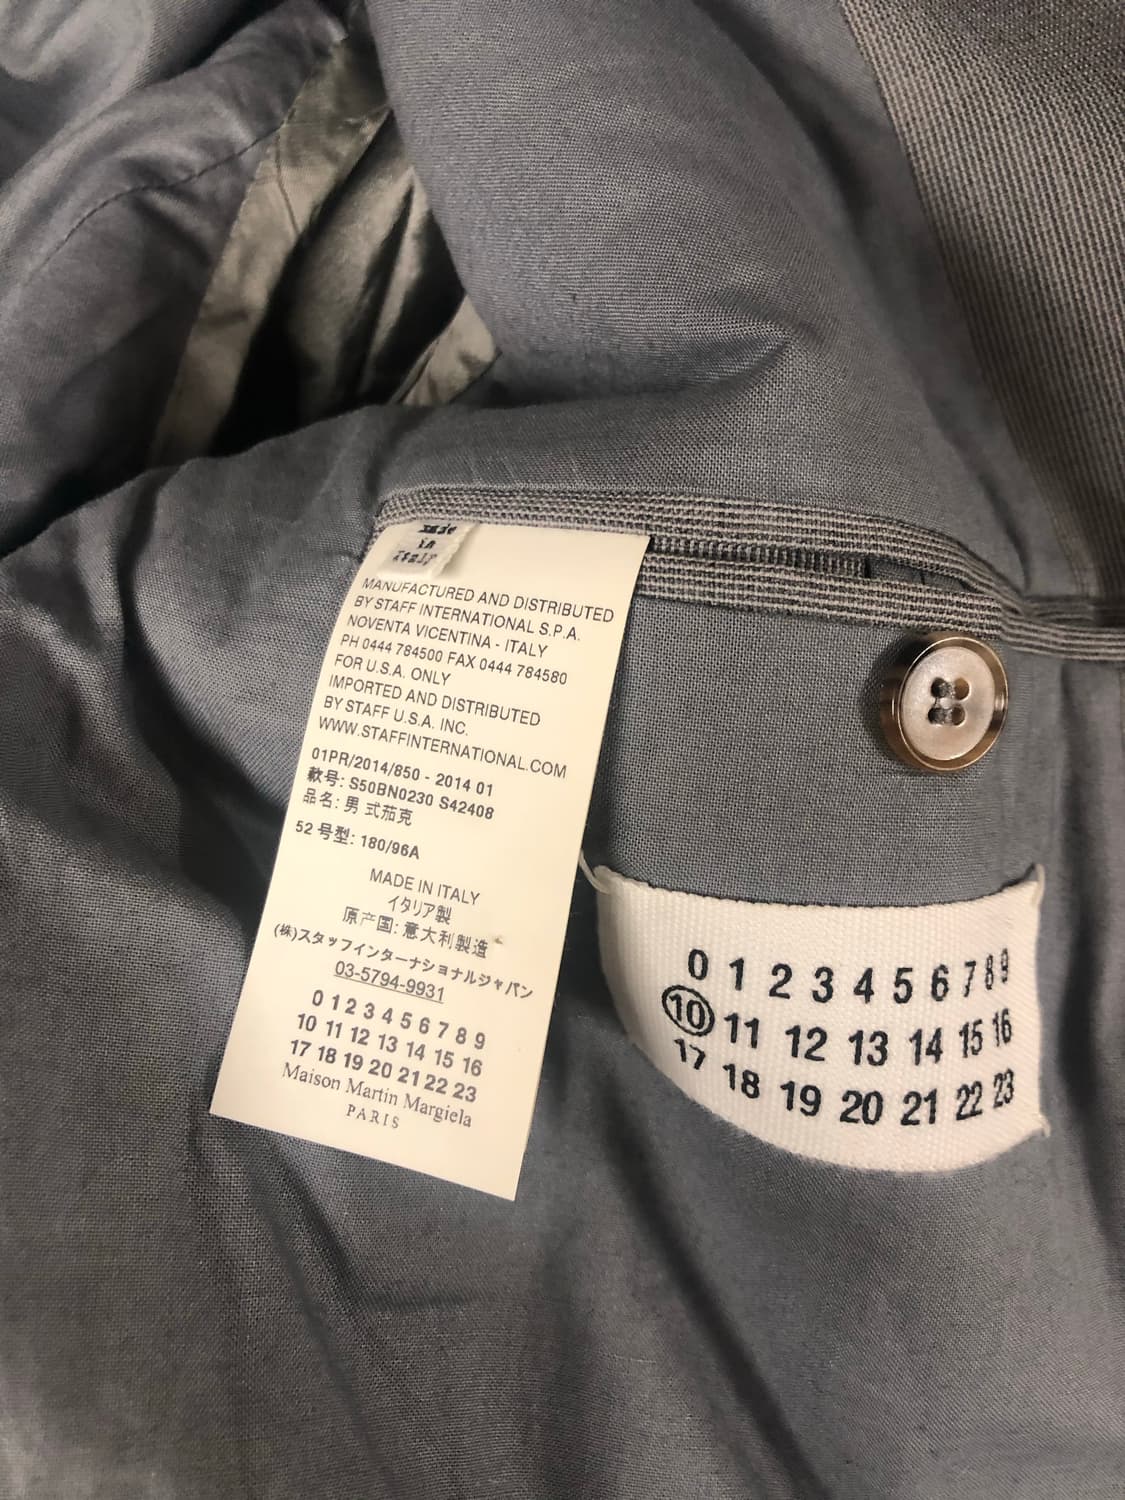 made
in
italy
MANUFACTURED AND DISTRIBUTED
BY STAFF INTERNATIONAL S.P.A.
NOVENTA VICENTINA - ITALY
PH 0444 784500 FAX 0444 784580
FOR U.S.A. ONLY
IMPORTED AND DISTRIBUTED
BY STAFF U.S.A. INC.
WWW.STAFFINTERNATIONAL.COM
01PR/2014/850 - 2014 01
款号: S50BN0230 S42408
品名: 男式茄克
52 号型: 180/96A
MADE IN ITALY
イタリア製
原产国: 意大利製造
(株)スタッフインターナショナルジャパン
03-5794-9931
0 1 2 3 4 5 6 7 8 9
10 11 12 13 14 15 16
17 18 19 20 21 22 23
Maison Martin Margiela
PARIS
0 1 2 3 4 5 6 7 8 9
10 11 12 13 14 15 16
17 18 19 20 21 22 23